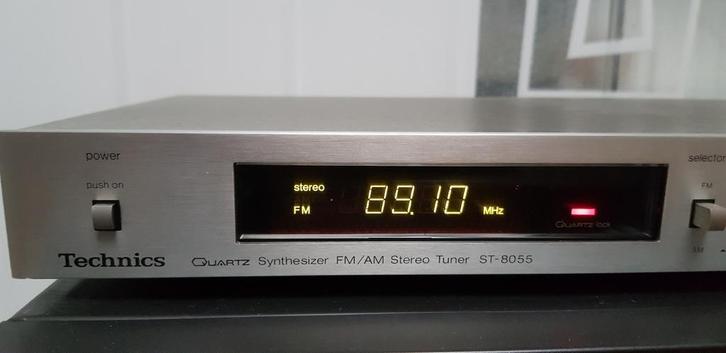 power
selector
push on
stereo
FM
FM 89.10 MHz
QUARTZ
Technics QUARTZ Synthesizer FM/AM Stereo Tuner ST-8055
AM